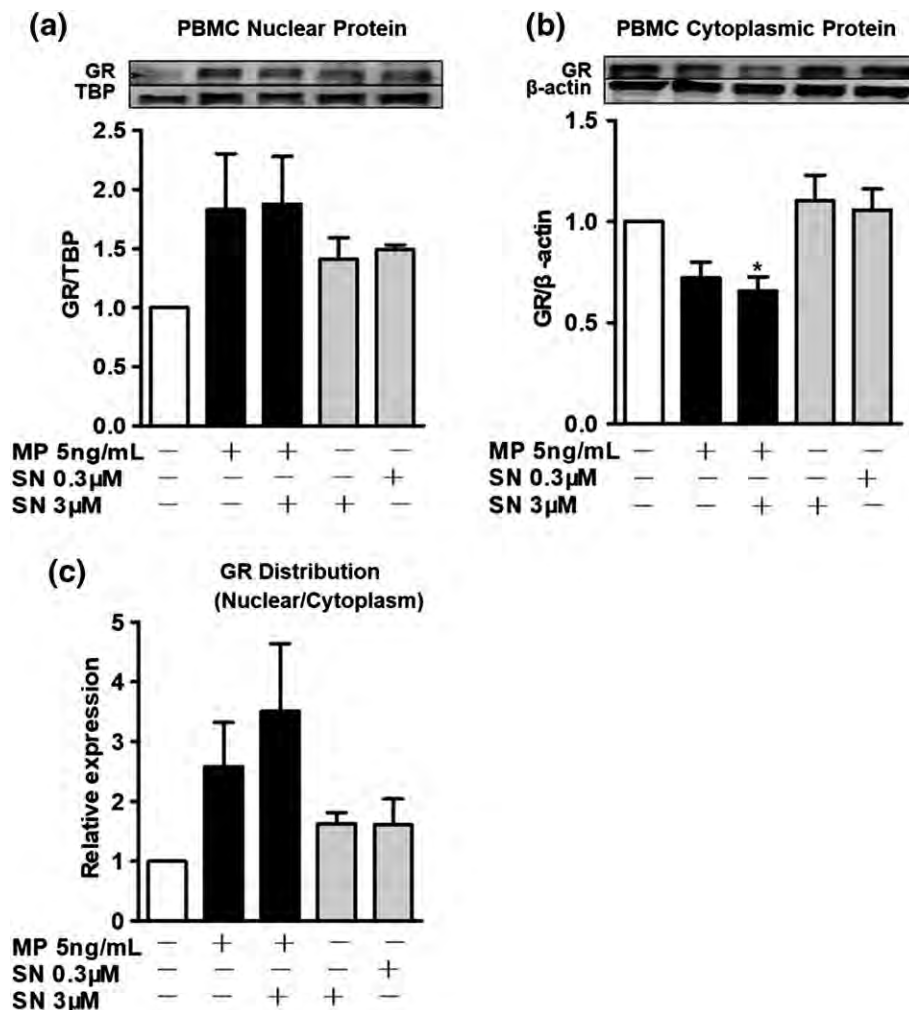 (a) PBMC Nuclear Protein
GR
TBP
2.5
2.0
1.5
1.0
0.5
0.0
GR/TBP
MP 5ng/mL — + + — —
SN 0.3µM — — — — +
SN 3µM — — + + —
(b) PBMC Cytoplasmic Protein
GR
β-actin
1.5
1.0
0.5
0.0
GR/β -actin
*
MP 5ng/mL — + + — —
SN 0.3µM — — — — +
SN 3µM — — + + —
(c) GR Distribution
(Nuclear/Cytoplasm)
5
4
3
2
1
0
Relative expression
MP 5ng/mL — + + — —
SN 0.3µM — — — — +
SN 3µM — — + + —